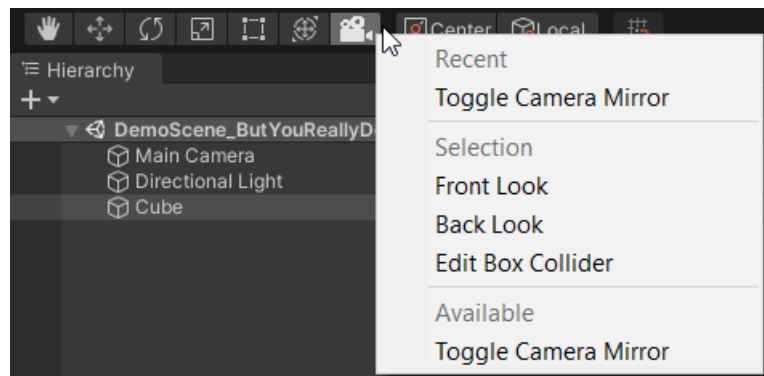 Center Local
Hierarchy
DemoScene_ButYouReallyD
Main Camera
Directional Light
Cube
Recent
Toggle Camera Mirror
Selection
Front Look
Back Look
Edit Box Collider
Available
Toggle Camera Mirror